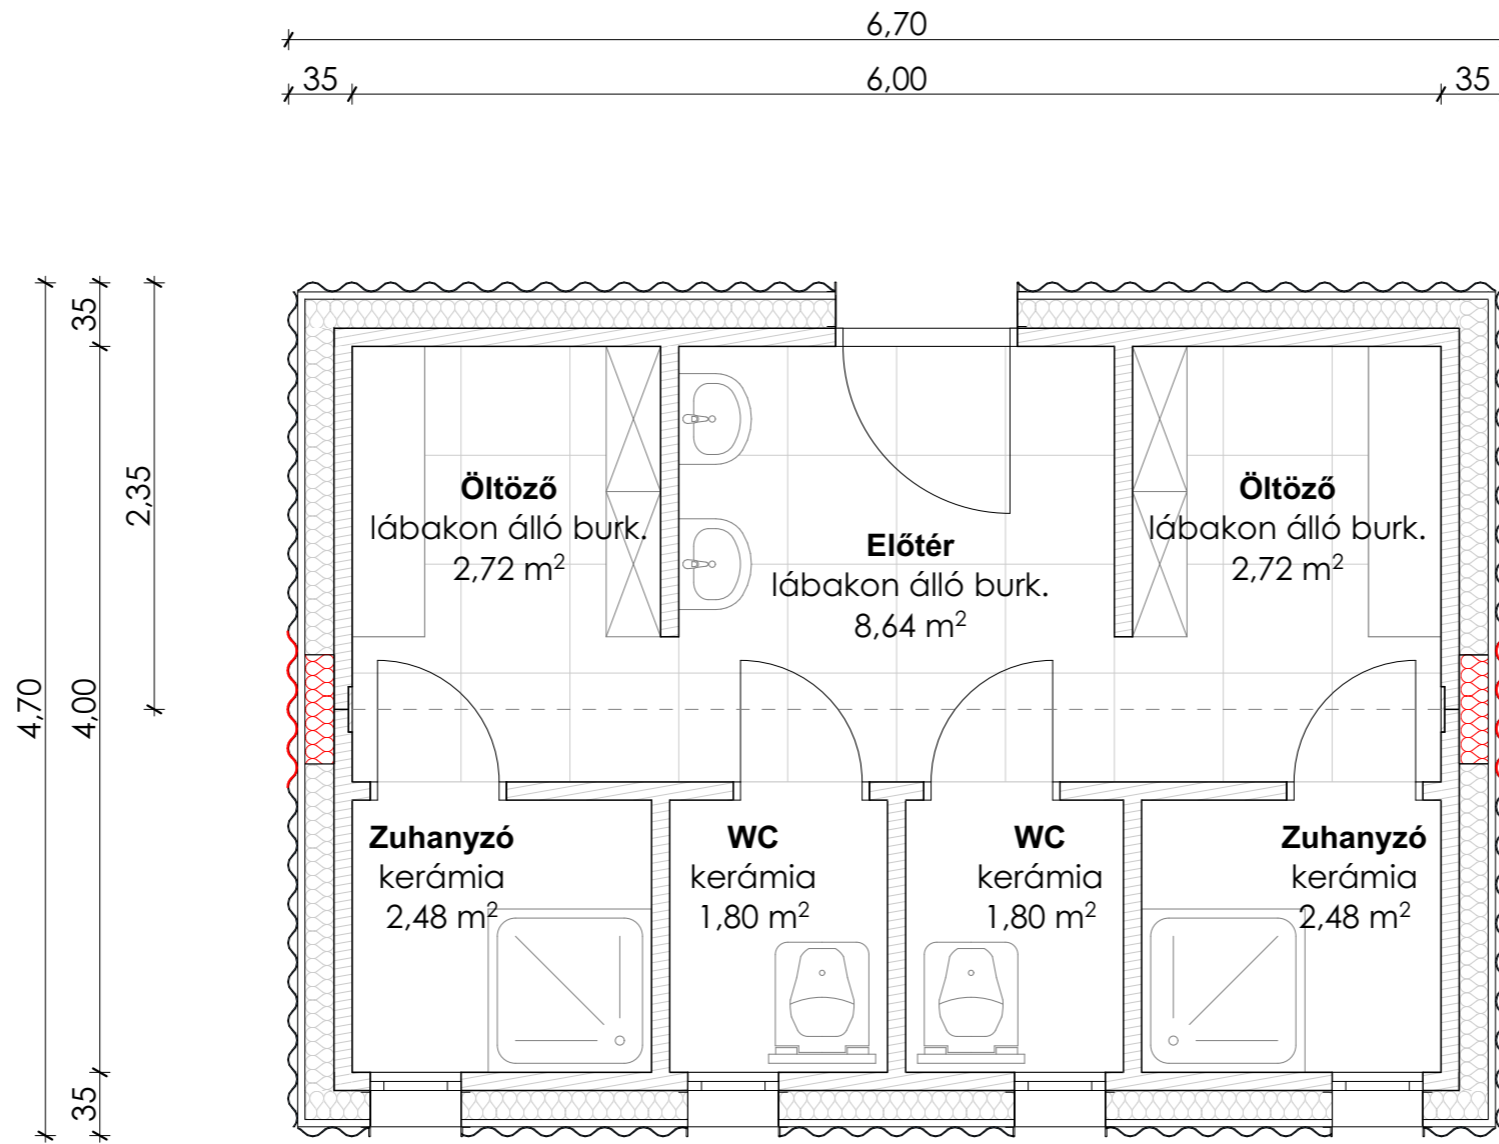 6,70
35 6,00 35
35
2,35
4,70
4,00
35
Öltöző
lábakon álló burk.
2,72 m²
Előtér
lábakon álló burk.
8,64 m²
Öltöző
lábakon álló burk.
2,72 m²
Zuhanyzó
kerámia
2,48 m²
WC
kerámia
1,80 m²
WC
kerámia
1,80 m²
Zuhanyzó
kerámia
2,48 m²